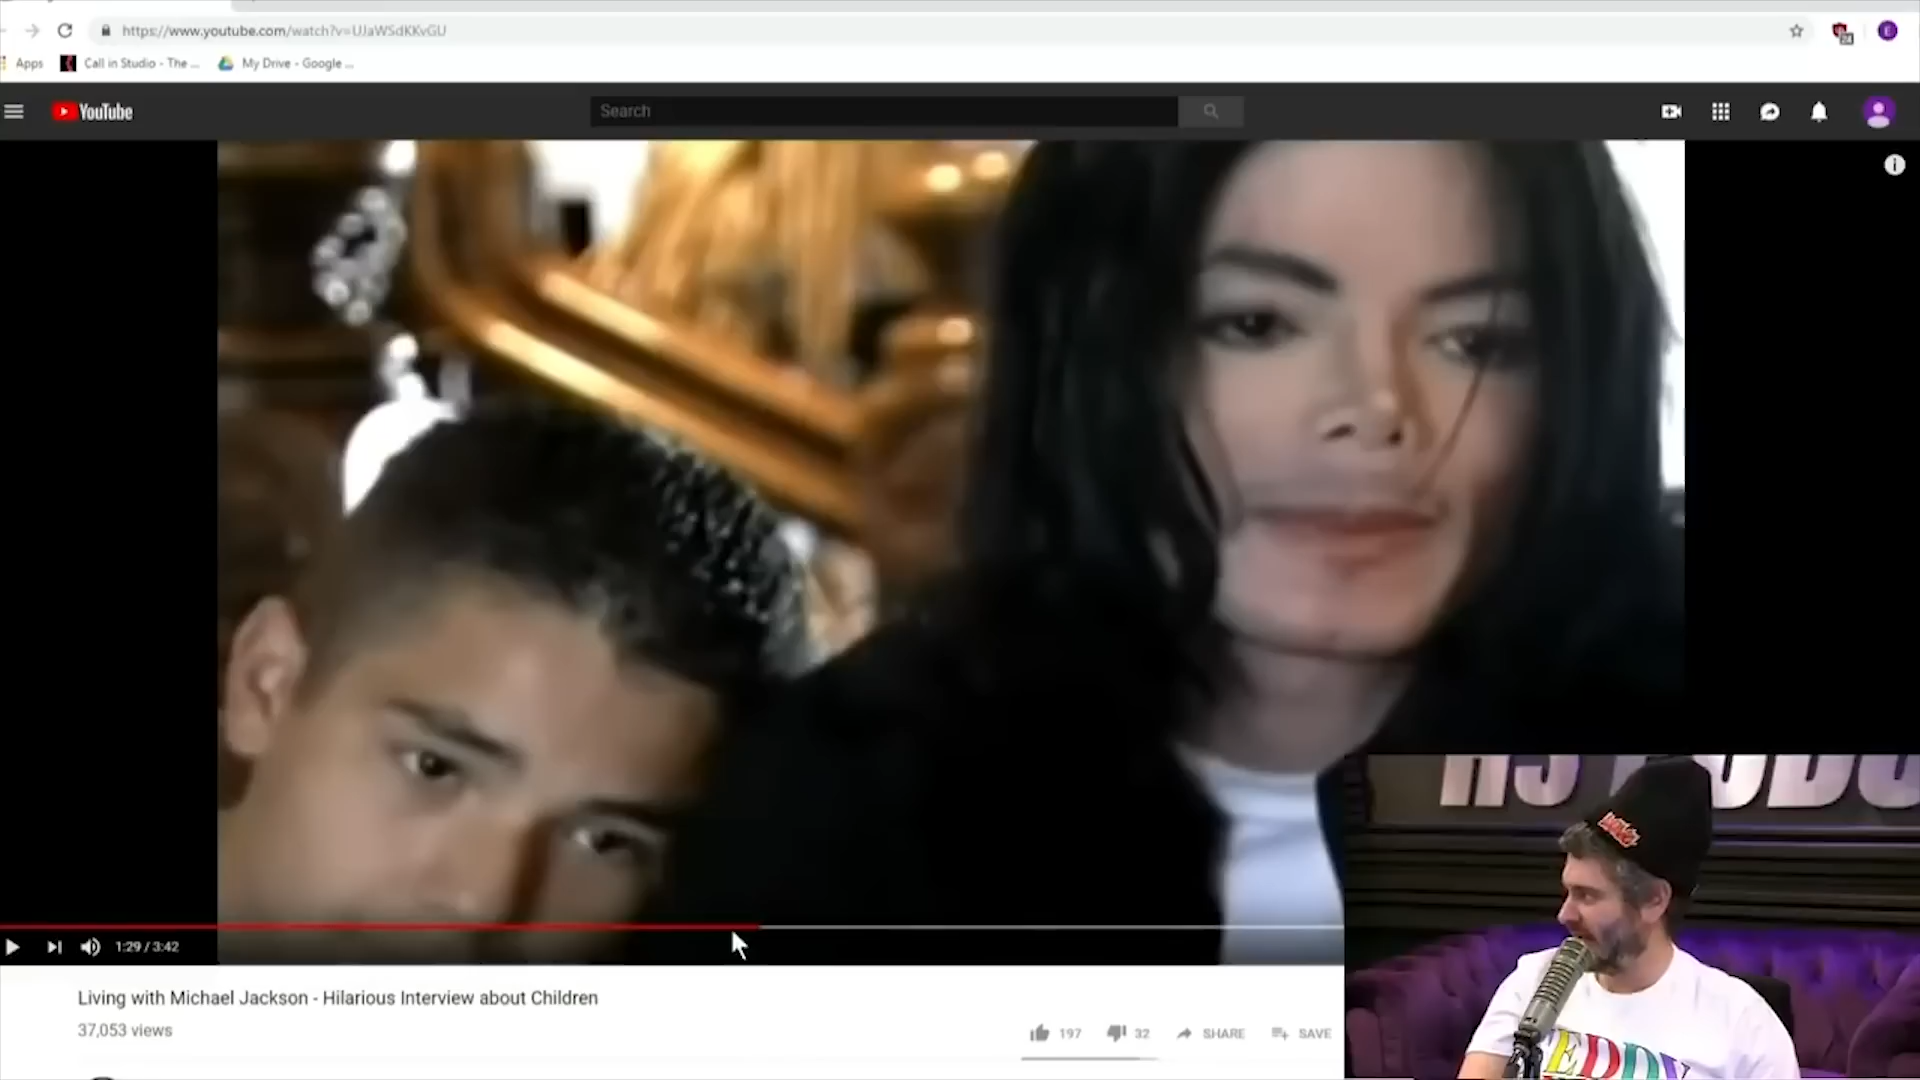 https://www.youtube.com/watch?v=UJaWSdKKvGU
Apps Call in Studio - The ... My Drive - Google ...
E
YouTube
Search
1:29 / 3:42
Living with Michael Jackson - Hilarious Interview about Children
37,053 views
197 32 SHARE SAVE
TEDDY